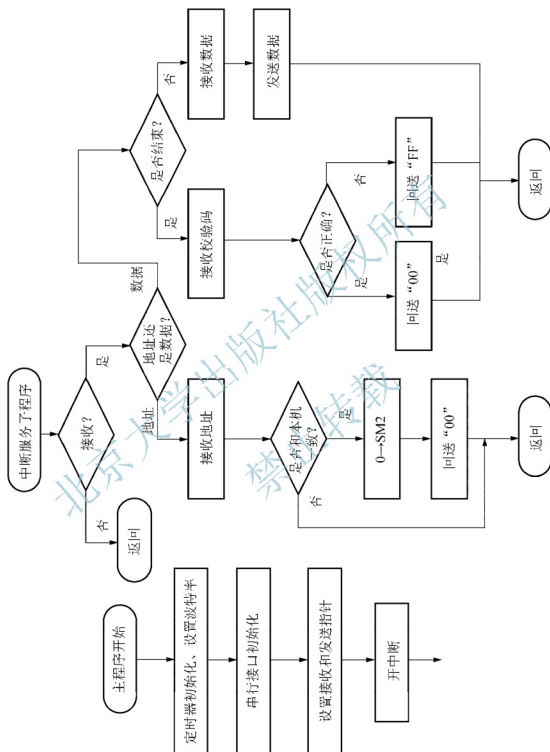 主程序开始
定时器初始化、设置波特率
串行接口初始化
设置接收和发送指针
开中断
中断服务了程序
接收?
否
返回
是
地址还
是数据?
地址
数据
接收地址
是否和本机
一致?
否
是
0→SM2
回送“00”
返回
是否结束?
是
否
接收校验码
是否正确?
是
否
回送“00”
回送“FF”
是
接收数据
发送数据
返回
北京大学出版社版权所有
禁止转载